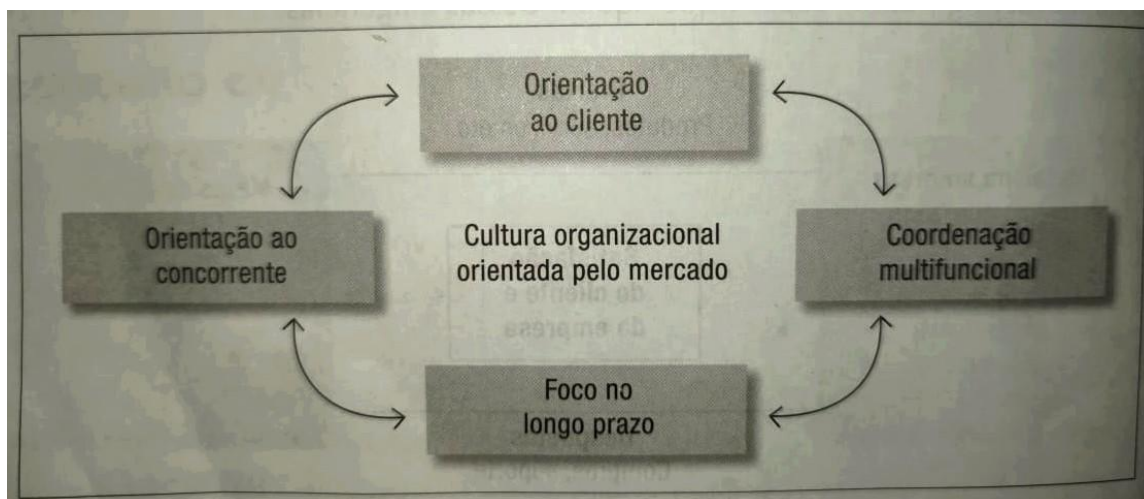 Orientação
ao cliente
Orientação ao
concorrente
Cultura organizacional
orientada pelo mercado
Coordenação
multifuncional
Foco no
longo prazo